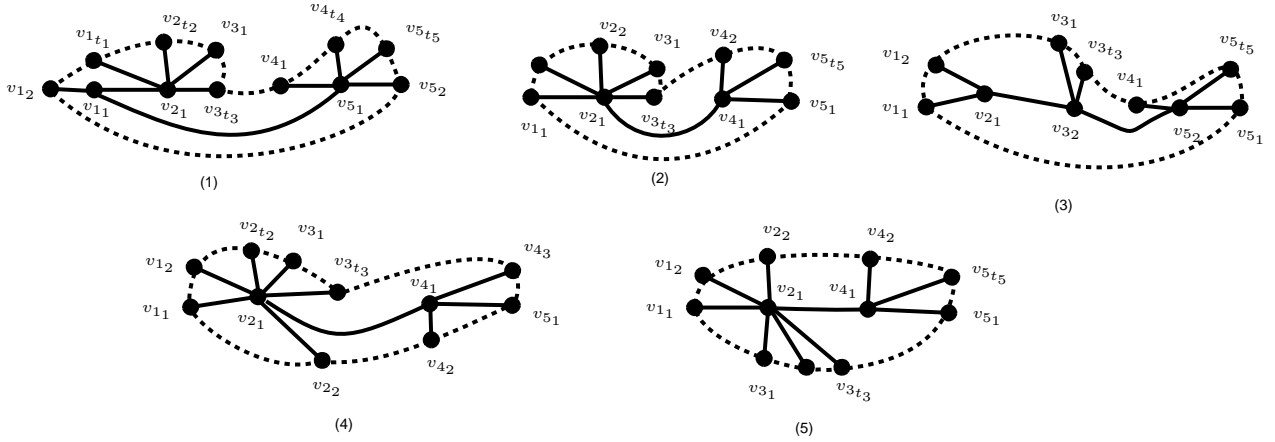 v_{1_2} v_{1_{t_1}} v_{2_{t_2}} v_{3_1} v_{1_1} v_{2_1} v_{3_{t_3}} v_{4_1} v_{4_{t_4}} v_{5_{t_5}} v_{5_1} v_{5_2}
(1)
v_{2_2} v_{3_1} v_{4_2} v_{5_{t_5}} v_{1_1} v_{2_1} v_{3_{t_3}} v_{4_1} v_{5_1}
(2)
v_{3_1} v_{1_2} v_{3_{t_3}} v_{4_1} v_{5_{t_5}} v_{1_1} v_{2_1} v_{3_2} v_{5_2} v_{5_1}
(3)
v_{2_{t_2}} v_{3_1} v_{1_2} v_{3_{t_3}} v_{4_1} v_{4_3} v_{1_1} v_{2_1} v_{5_1} v_{2_2} v_{4_2}
(4)
v_{2_2} v_{4_2} v_{1_2} v_{2_1} v_{4_1} v_{5_{t_5}} v_{1_1} v_{5_1} v_{3_1} v_{3_{t_3}}
(5)